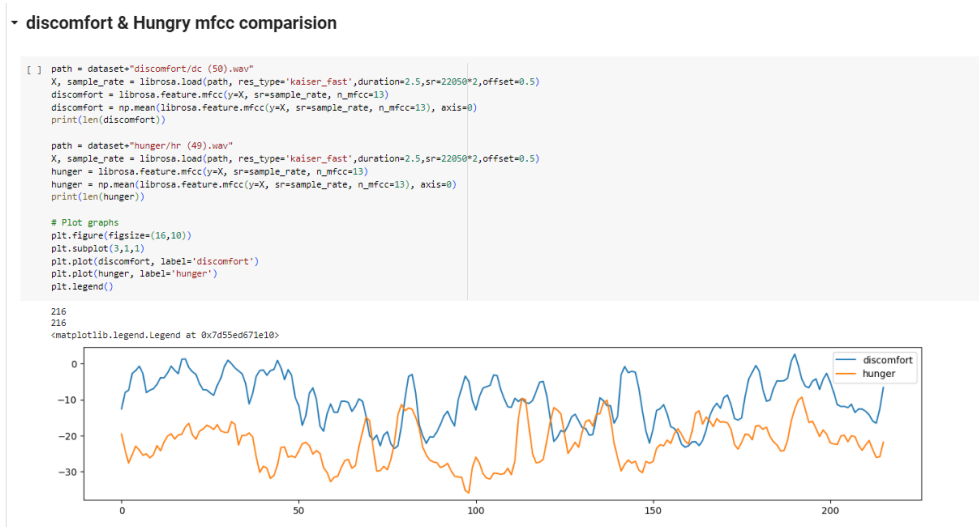 discomfort & Hungry mfcc comparision
[ ] path = dataset+"discomfort/dc (50).wav"
X, sample_rate = librosa.load(path, res_type='kaiser_fast',duration=2.5,sr=22050*2,offset=0.5)
discomfort = librosa.feature.mfcc(y=X, sr=sample_rate, n_mfcc=13)
discomfort = np.mean(librosa.feature.mfcc(y=X, sr=sample_rate, n_mfcc=13), axis=0)
print(len(discomfort))
path = dataset+"hunger/hr (49).wav"
X, sample_rate = librosa.load(path, res_type='kaiser_fast',duration=2.5,sr=22050*2,offset=0.5)
hunger = librosa.feature.mfcc(y=X, sr=sample_rate, n_mfcc=13)
hunger = np.mean(librosa.feature.mfcc(y=X, sr=sample_rate, n_mfcc=13), axis=0)
print(len(hunger))
# Plot graphs
plt.figure(figsize=(16,10))
plt.subplot(3,1,1)
plt.plot(discomfort, label='discomfort')
plt.plot(hunger, label='hunger')
plt.legend()
216
216
<matplotlib.legend.Legend at 0x7d55ed671e10>
discomfort
hunger
0
−10
−20
−30
0 50 100 150 200